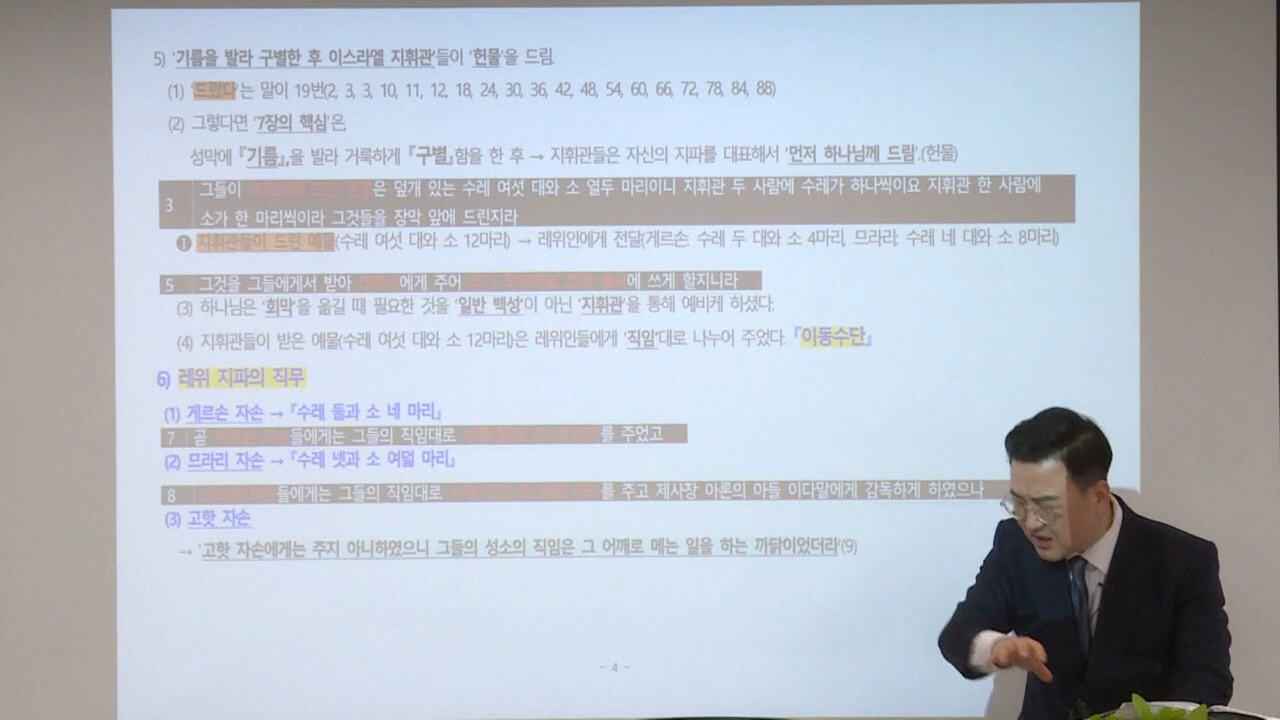 5) '기름을 발라 구별한 후 이스라엘 지휘관'들이 '헌물'을 드림.
(1) '드렸다'는 말이 19번(2, 3, 3, 10, 11, 12, 18, 24, 30, 36, 42, 48, 54, 60, 66, 72, 78, 84, 88)
(2) 그렇다면 '7장의 핵심'은,
성막에 『기름』,을 발라 거룩하게 『구별』함을 한 후 → 지휘관들은 자신의 지파를 대표해서 '먼저 하나님께 드림'.(헌물)
3 그들이 은 덮개 있는 수레 여섯 대와 소 열두 마리이니 지휘관 두 사람에 수레가 하나씩이요 지휘관 한 사람에
소가 한 마리씩이라 그것들을 장막 앞에 드린지라
❶ 지휘관들이 드린 예물(수레 여섯 대와 소 12마리) → 레위인에게 전달(게르손: 수레 두 대와 소 4마리, 므라리: 수레 네 대와 소 8마리)
5 그것을 그들에게서 받아 에게 주어 에 쓰게 할지니라
(3) 하나님은 '회막'을 옮길 때 필요한 것을 '일반 백성'이 아닌 '지휘관'을 통해 예비케 하셨다.
(4) 지휘관들이 받은 예물(수레 여섯 대와 소 12마리)은 레위인들에게 '직임'대로 나누어 주었다. 『이동수단』
6) 레위 지파의 직무
(1) 게르손 자손 → 『수레 둘과 소 네 마리』
7 곧 들에게는 그들의 직임대로 를 주었고
(2) 므라리 자손 → 『수레 넷과 소 여덟 마리』
8 들에게는 그들의 직임대로 를 주고 제사장 아론의 아들 이다말에게 감독하게 하였으나
(3) 고핫 자손
→ '고핫 자손에게는 주지 아니하였으니 그들의 성소의 직임은 그 어깨로 메는 일을 하는 까닭이었더라'(9)
- 4 -